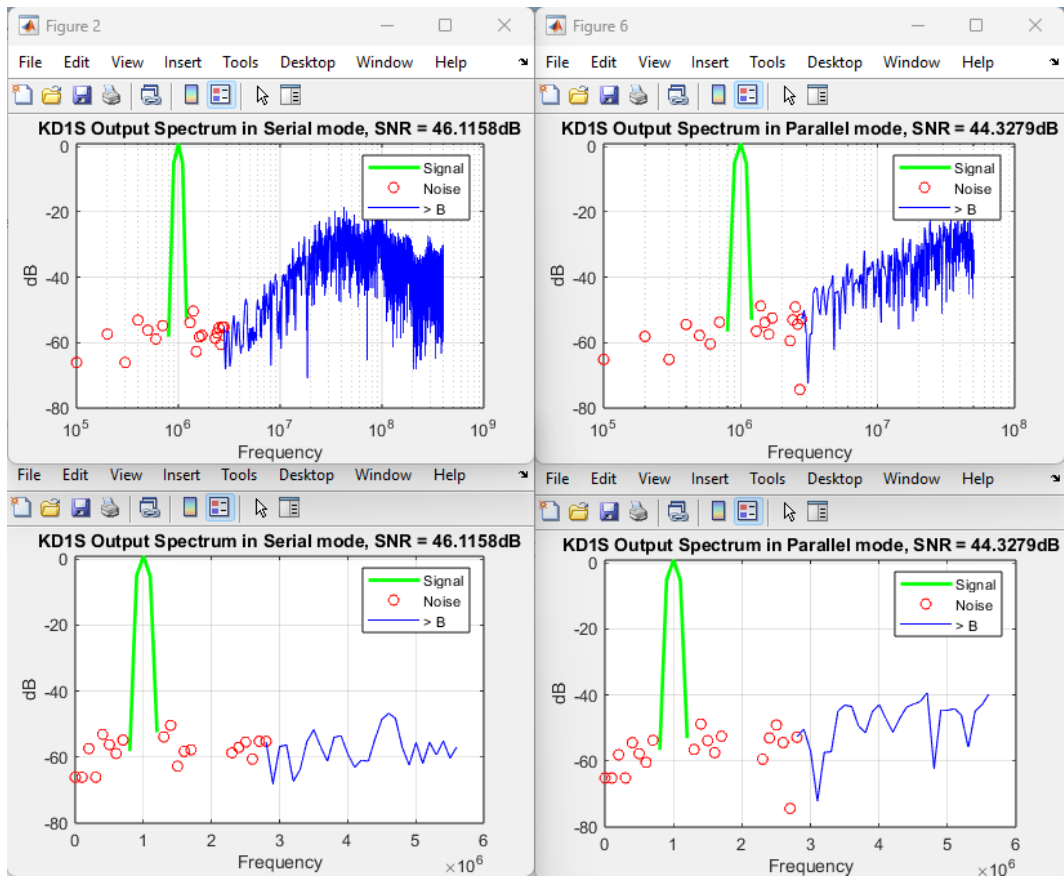 Figure 2
File Edit View Insert Tools Desktop Window Help
KD1S Output Spectrum in Serial mode, SNR = 46.1158dB
0
-20
-40
-60
-80
dB
Signal
Noise
> B
10^5 10^6 10^7 10^8 10^9
Frequency
Figure 6
File Edit View Insert Tools Desktop Window Help
KD1S Output Spectrum in Parallel mode, SNR = 44.3279dB
0
-20
-40
-60
-80
dB
Signal
Noise
> B
10^5 10^6 10^7 10^8
Frequency
File Edit View Insert Tools Desktop Window Help
KD1S Output Spectrum in Serial mode, SNR = 46.1158dB
0
-20
-40
-60
-80
dB
Signal
Noise
> B
0 1 2 3 4 5 6
Frequency
×10^6
File Edit View Insert Tools Desktop Window Help
KD1S Output Spectrum in Parallel mode, SNR = 44.3279dB
0
-20
-40
-60
-80
dB
Signal
Noise
> B
0 1 2 3 4 5 6
Frequency
×10^6